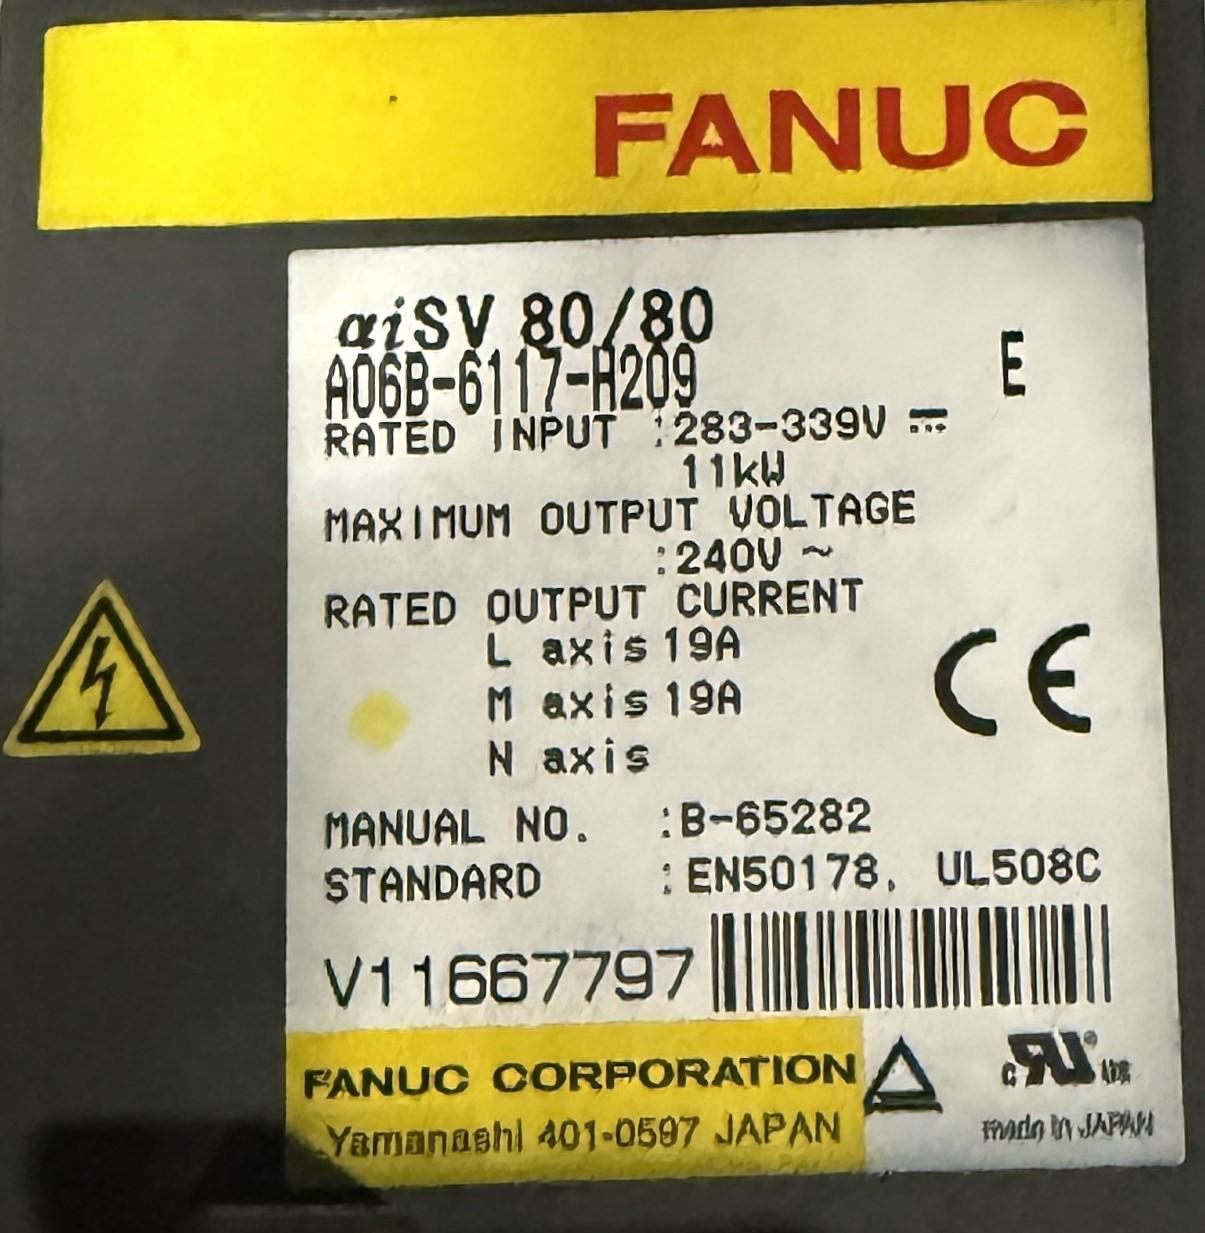 FANUC
αiSV 80/80
A06B-6117-H209
E
RATED INPUT :283-339V ⎓
11kW
MAXIMUM OUTPUT VOLTAGE
:240V ~
RATED OUTPUT CURRENT
L axis 19A
M axis 19A
N axis
CE
MANUAL NO. :B-65282
STANDARD :EN50178, UL508C
V11667797
FANUC CORPORATION
Yamanashi 401-0597 JAPAN
c RU us
made in JAPAN